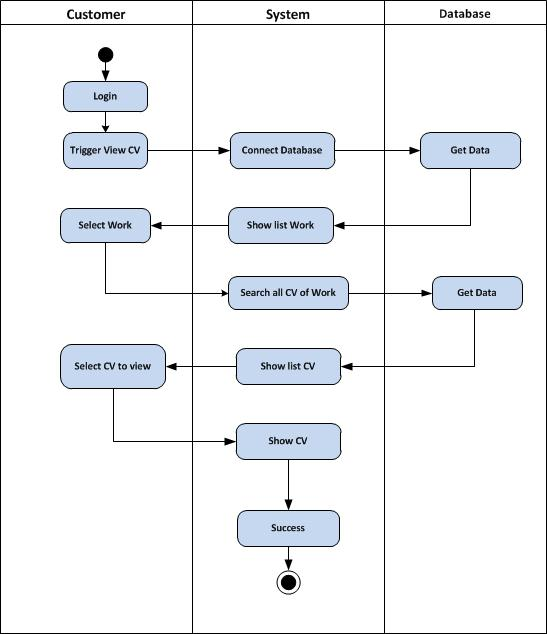 Customer
System
Database
Login
Trigger View CV
Connect Database
Get Data
Select Work
Show list Work
Search all CV of Work
Get Data
Select CV to view
Show list CV
Show CV
Success